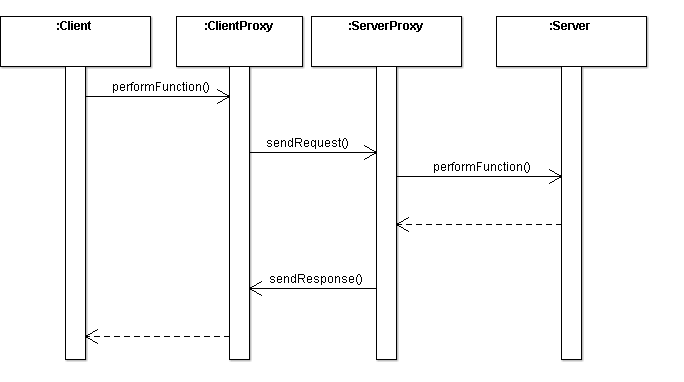 :Client
:ClientProxy
:ServerProxy
:Server
performFunction()
sendRequest()
performFunction()
sendResponse()